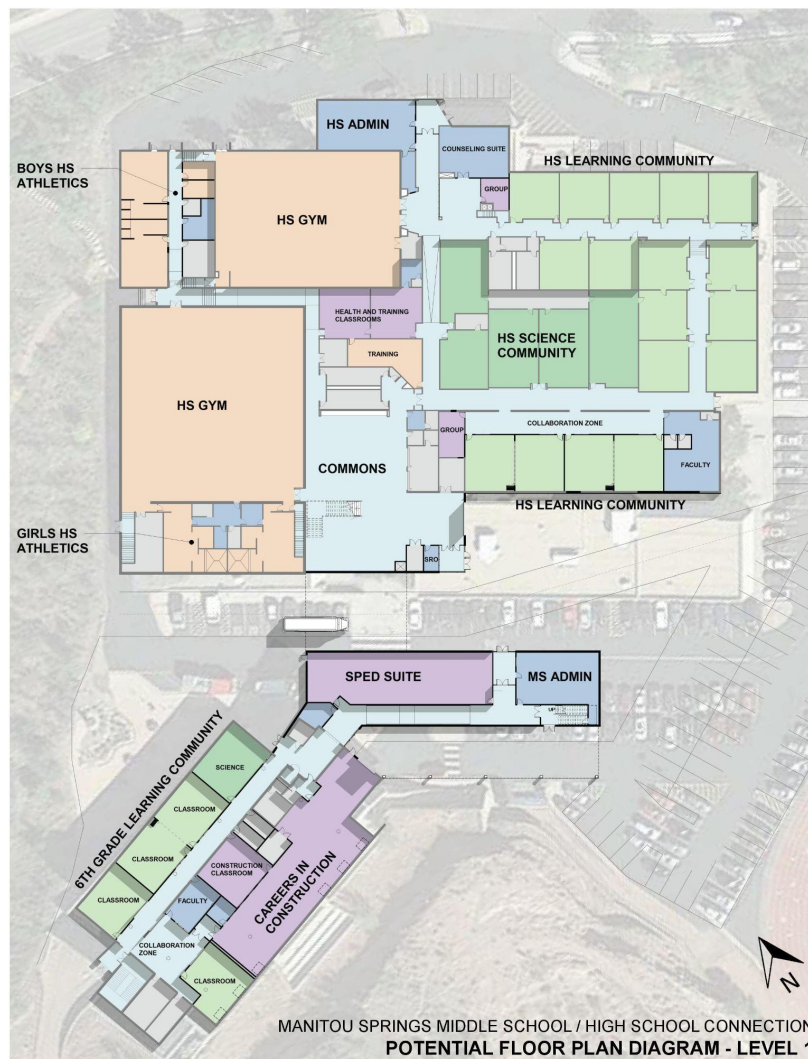 HS ADMIN
COUNSELING SUITE
HS LEARNING COMMUNITY
BOYS HS
ATHLETICS
GROUP
HS GYM
HEALTH AND TRAINING
CLASSROOMS
HS SCIENCE
COMMUNITY
TRAINING
HS GYM
COLLABORATION ZONE
GROUP
COMMONS
FACULTY
HS LEARNING COMMUNITY
GIRLS HS
ATHLETICS
SRO
SPED SUITE
MS ADMIN
UP
6TH GRADE LEARNING COMMUNITY
SCIENCE
CLASSROOM
CLASSROOM
CONSTRUCTION
CLASSROOM
CAREERS IN
CONSTRUCTION
CLASSROOM
FACULTY
COLLABORATION
ZONE
CLASSROOM
N
MANITOU SPRINGS MIDDLE SCHOOL / HIGH SCHOOL CONNECTION
POTENTIAL FLOOR PLAN DIAGRAM - LEVEL 1